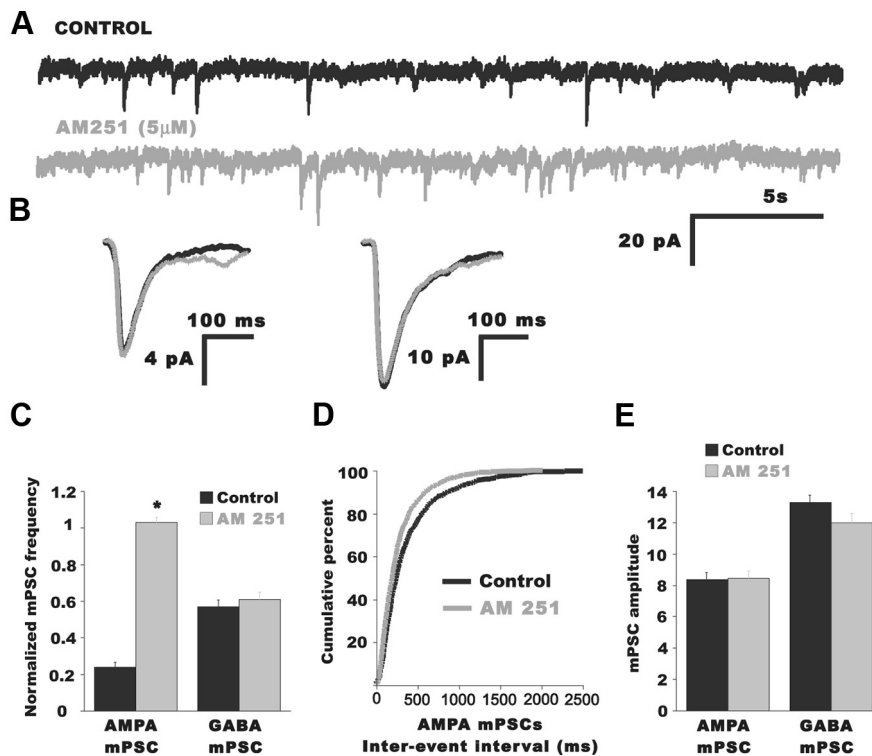 A
CONTROL
AM251 (5µM)
5s
20 pA
B
100 ms
4 pA
100 ms
10 pA
C
Normalized mPSC frequency
1.2
1
0.8
0.6
0.4
0.2
0
*
Control
AM 251
AMPA
mPSC
GABA
mPSC
D
Cumulative percent
100
80
60
40
20
Control
AM 251
0
500
1000
1500
2000
2500
AMPA mPSCs
Inter-event interval (ms)
E
Control
AM 251
mPSC amplitude
14
12
10
8
6
4
2
0
AMPA
mPSC
GABA
mPSC